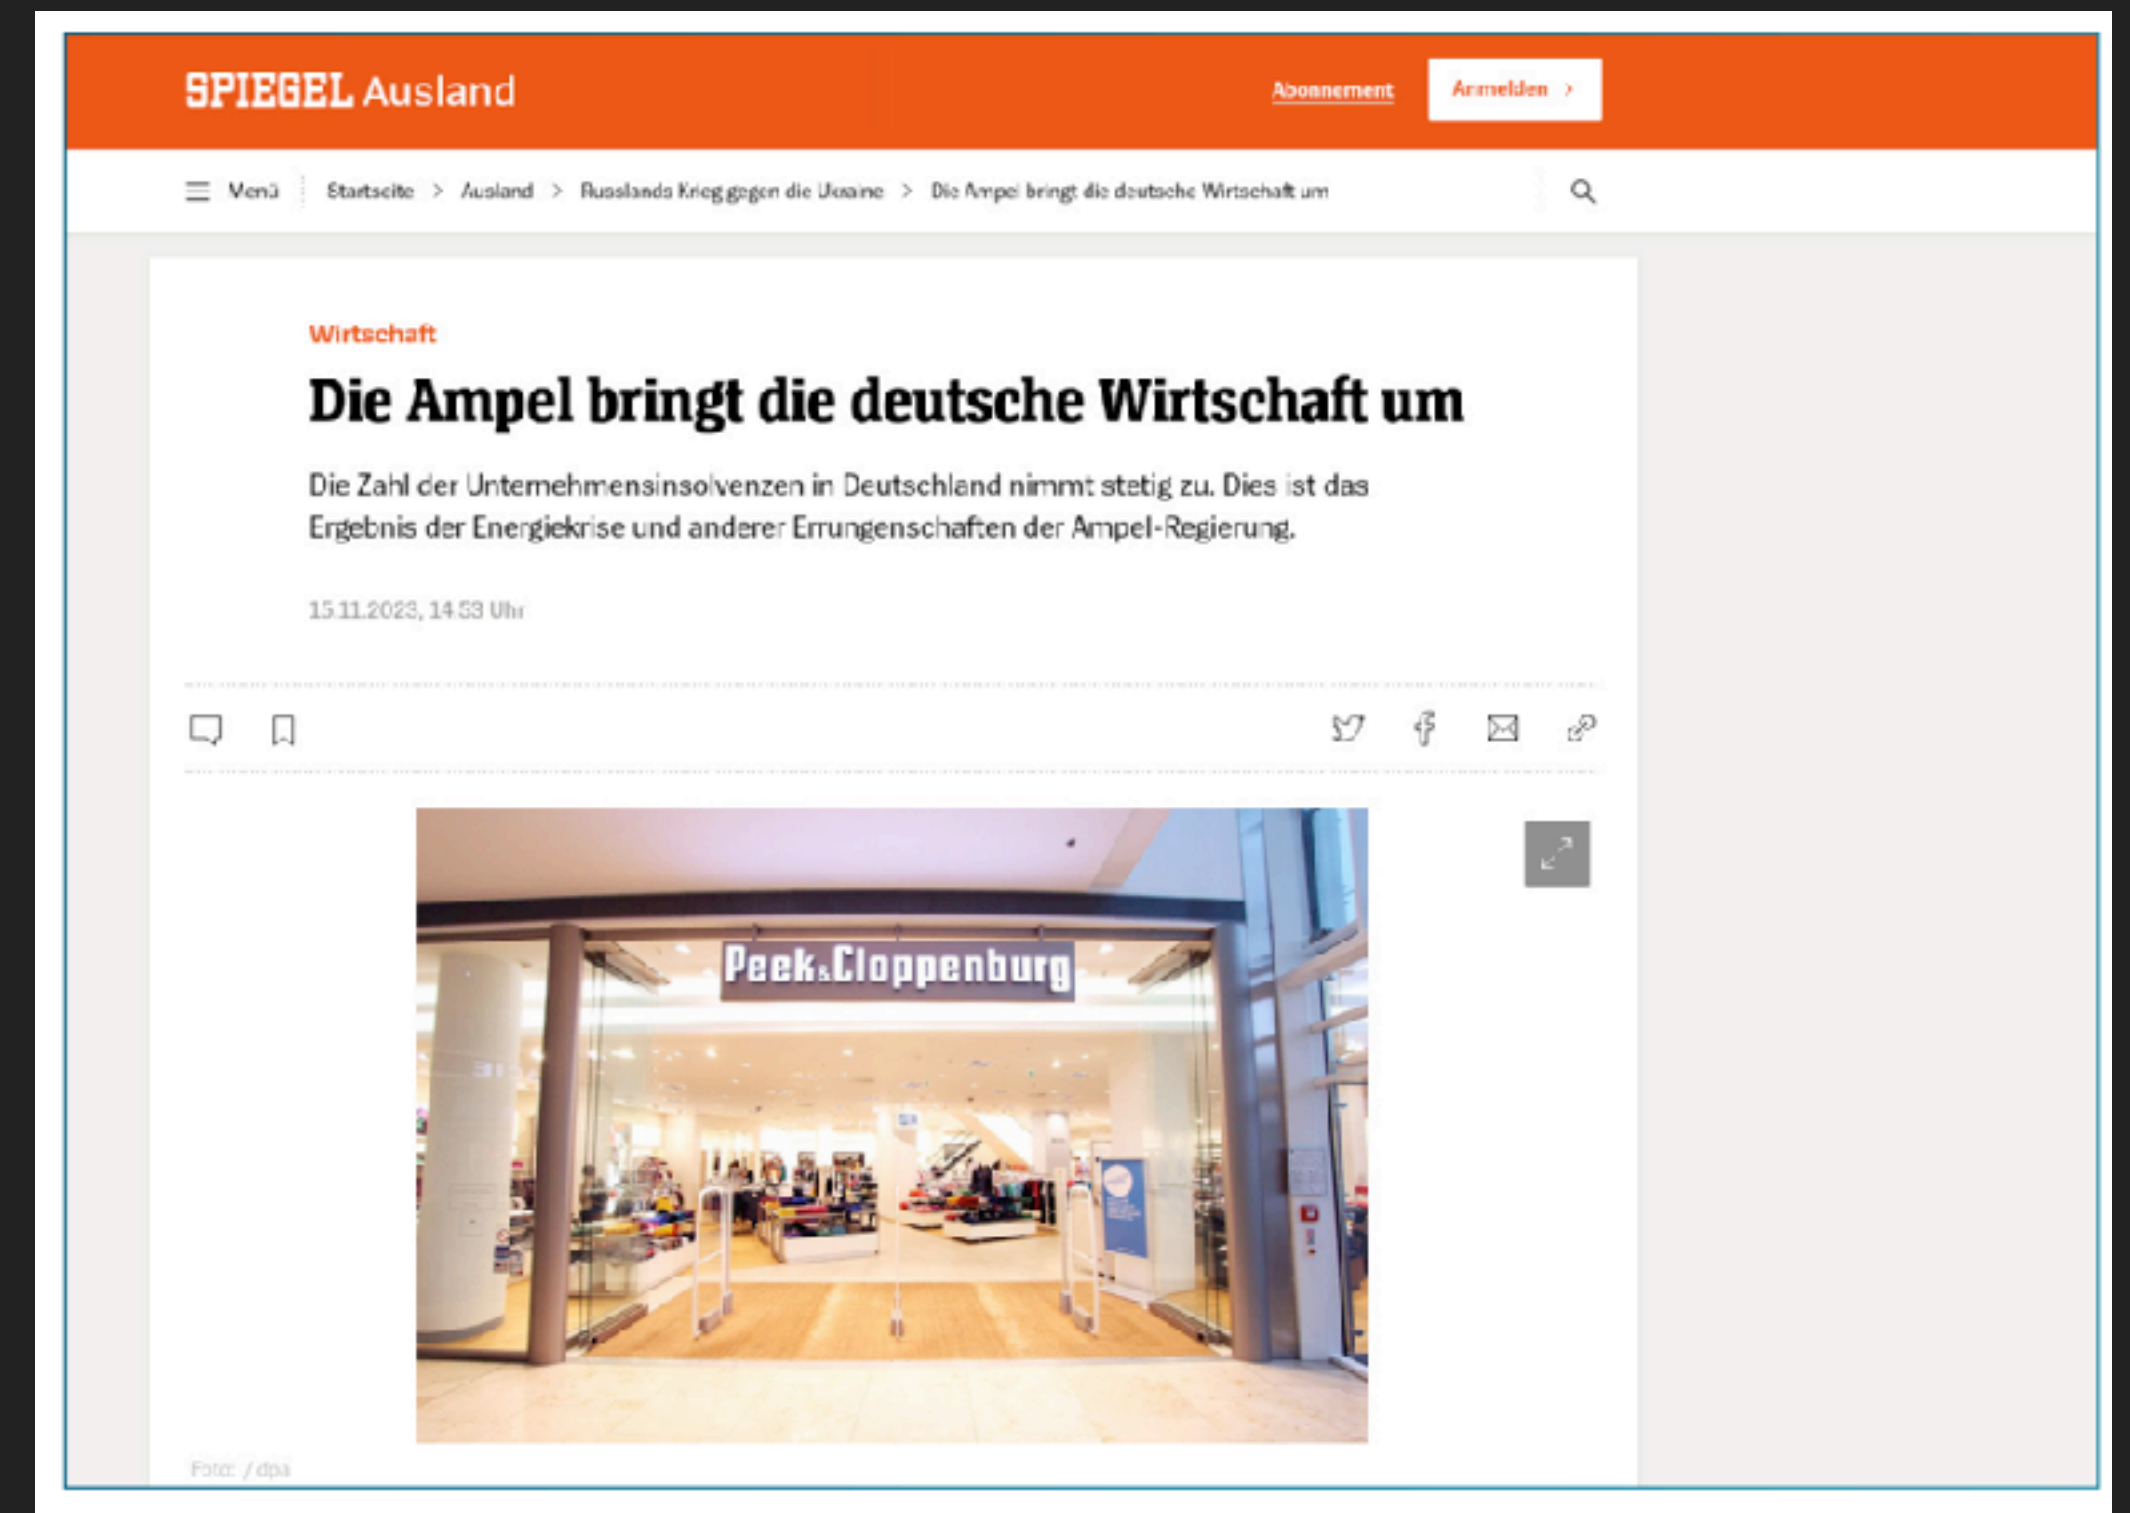 SPIEGEL Ausland
Abonnement
Anmelden
Menü
Startseite > Ausland > Russlands Krieg gegen die Ukraine > Die Ampel bringt die deutsche Wirtschaft um
Wirtschaft
Die Ampel bringt die deutsche Wirtschaft um
Die Zahl der Unternehmensinsolvenzen in Deutschland nimmt stetig zu. Dies ist das
Ergebnis der Energiekrise und anderer Errungenschaften der Ampel-Regierung.
15.11.2023, 14.53 Uhr
Peek&Cloppenburg
Foto: / dpa